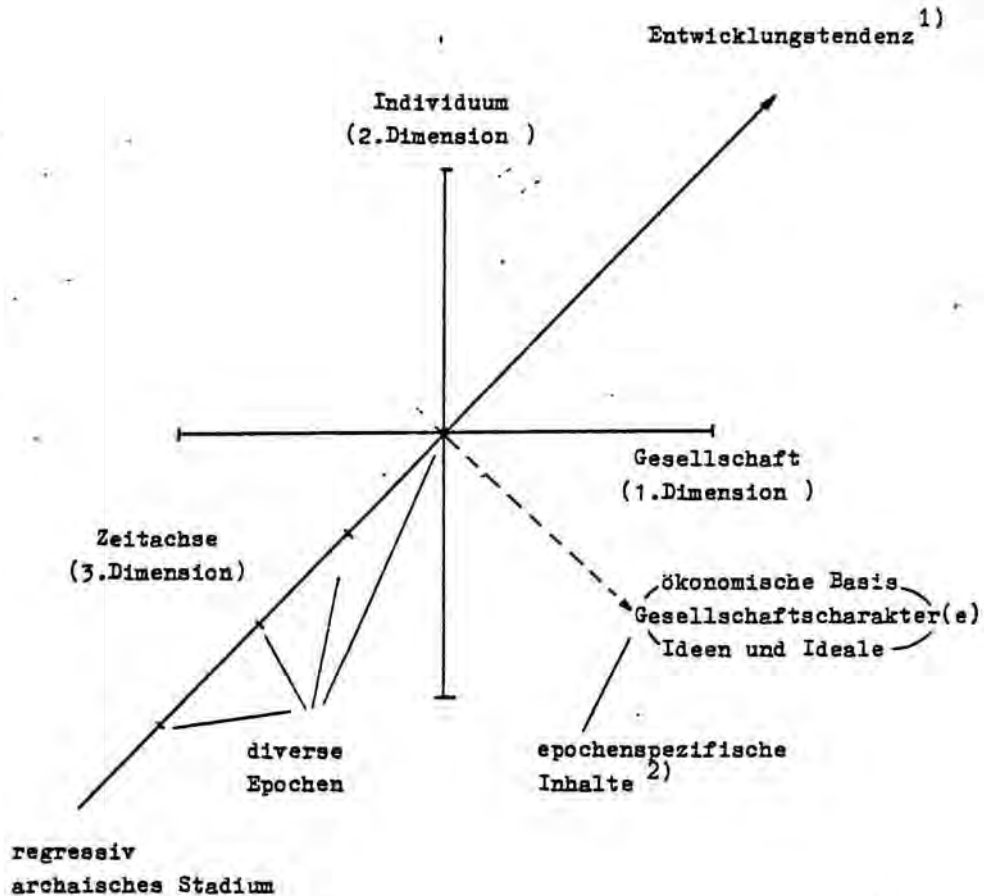 Entwicklungstendenz 1)
Individuum
(2.Dimension )
Gesellschaft
(1.Dimension )
Zeitachse
(3.Dimension)
ökonomische Basis
Gesellschaftscharakter(e)
Ideen und Ideale
diverse
Epochen
epochenspezifische
Inhalte 2)
regressiv
archaisches Stadium